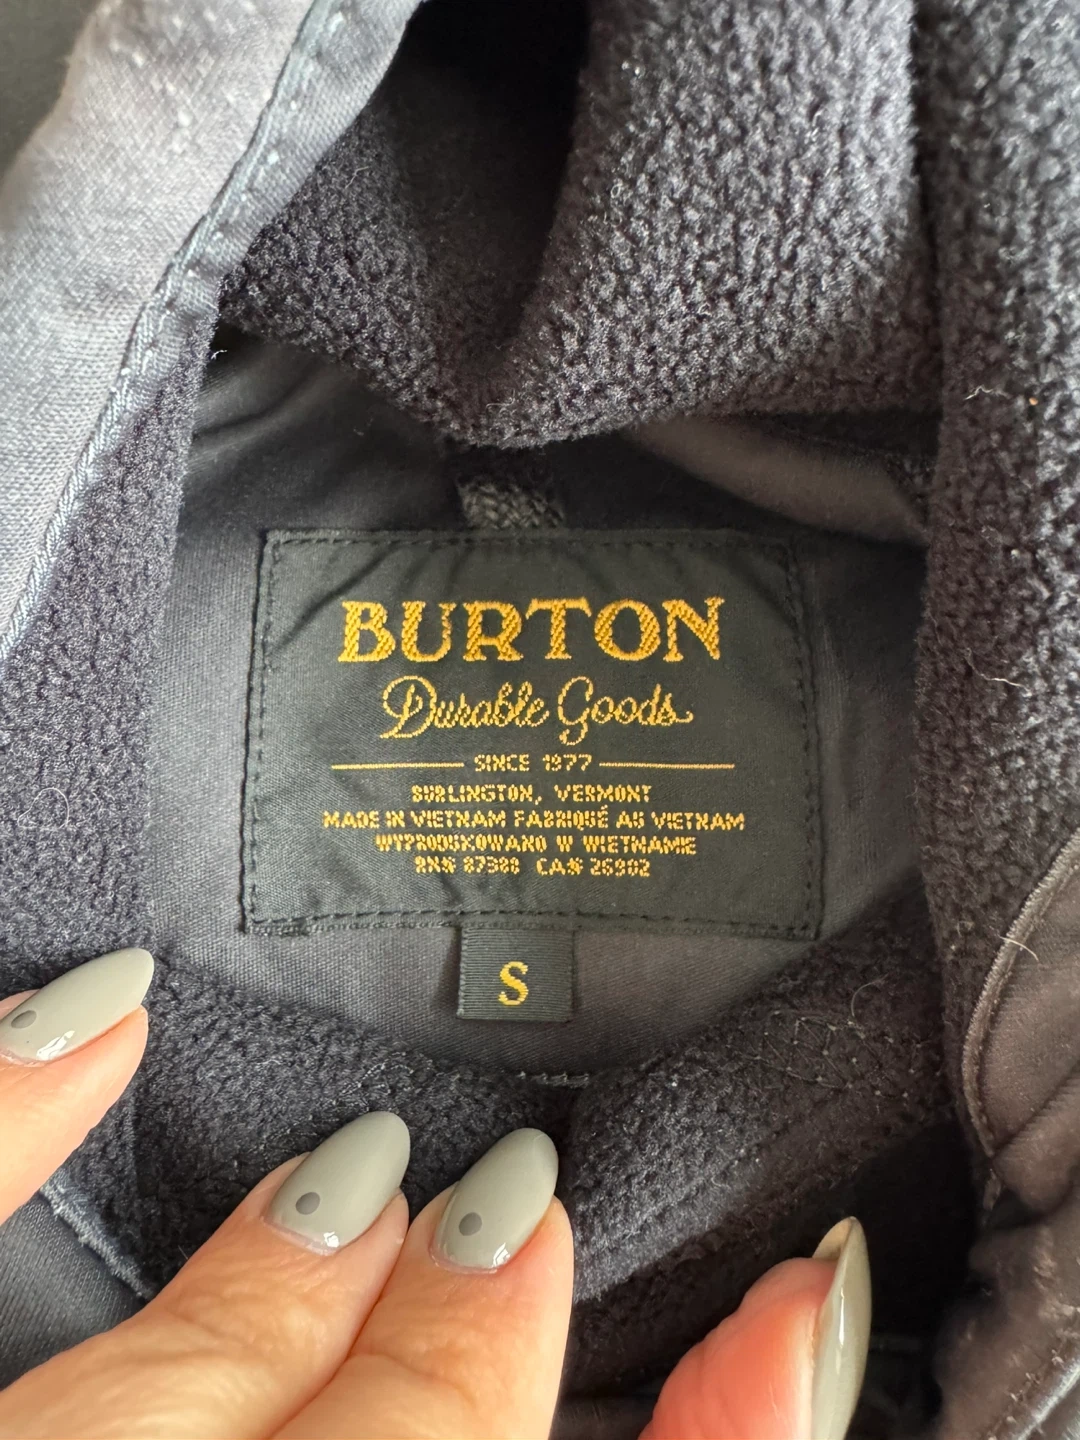 BURTON
Durable Goods
SINCE 1977
BURLINGTON, VERMONT
MADE IN VIETNAM FABRIQUÉ AU VIETNAM
WYPRODUKOWANO W WIETNAMIE
RN# 87388 CA# 26902
S